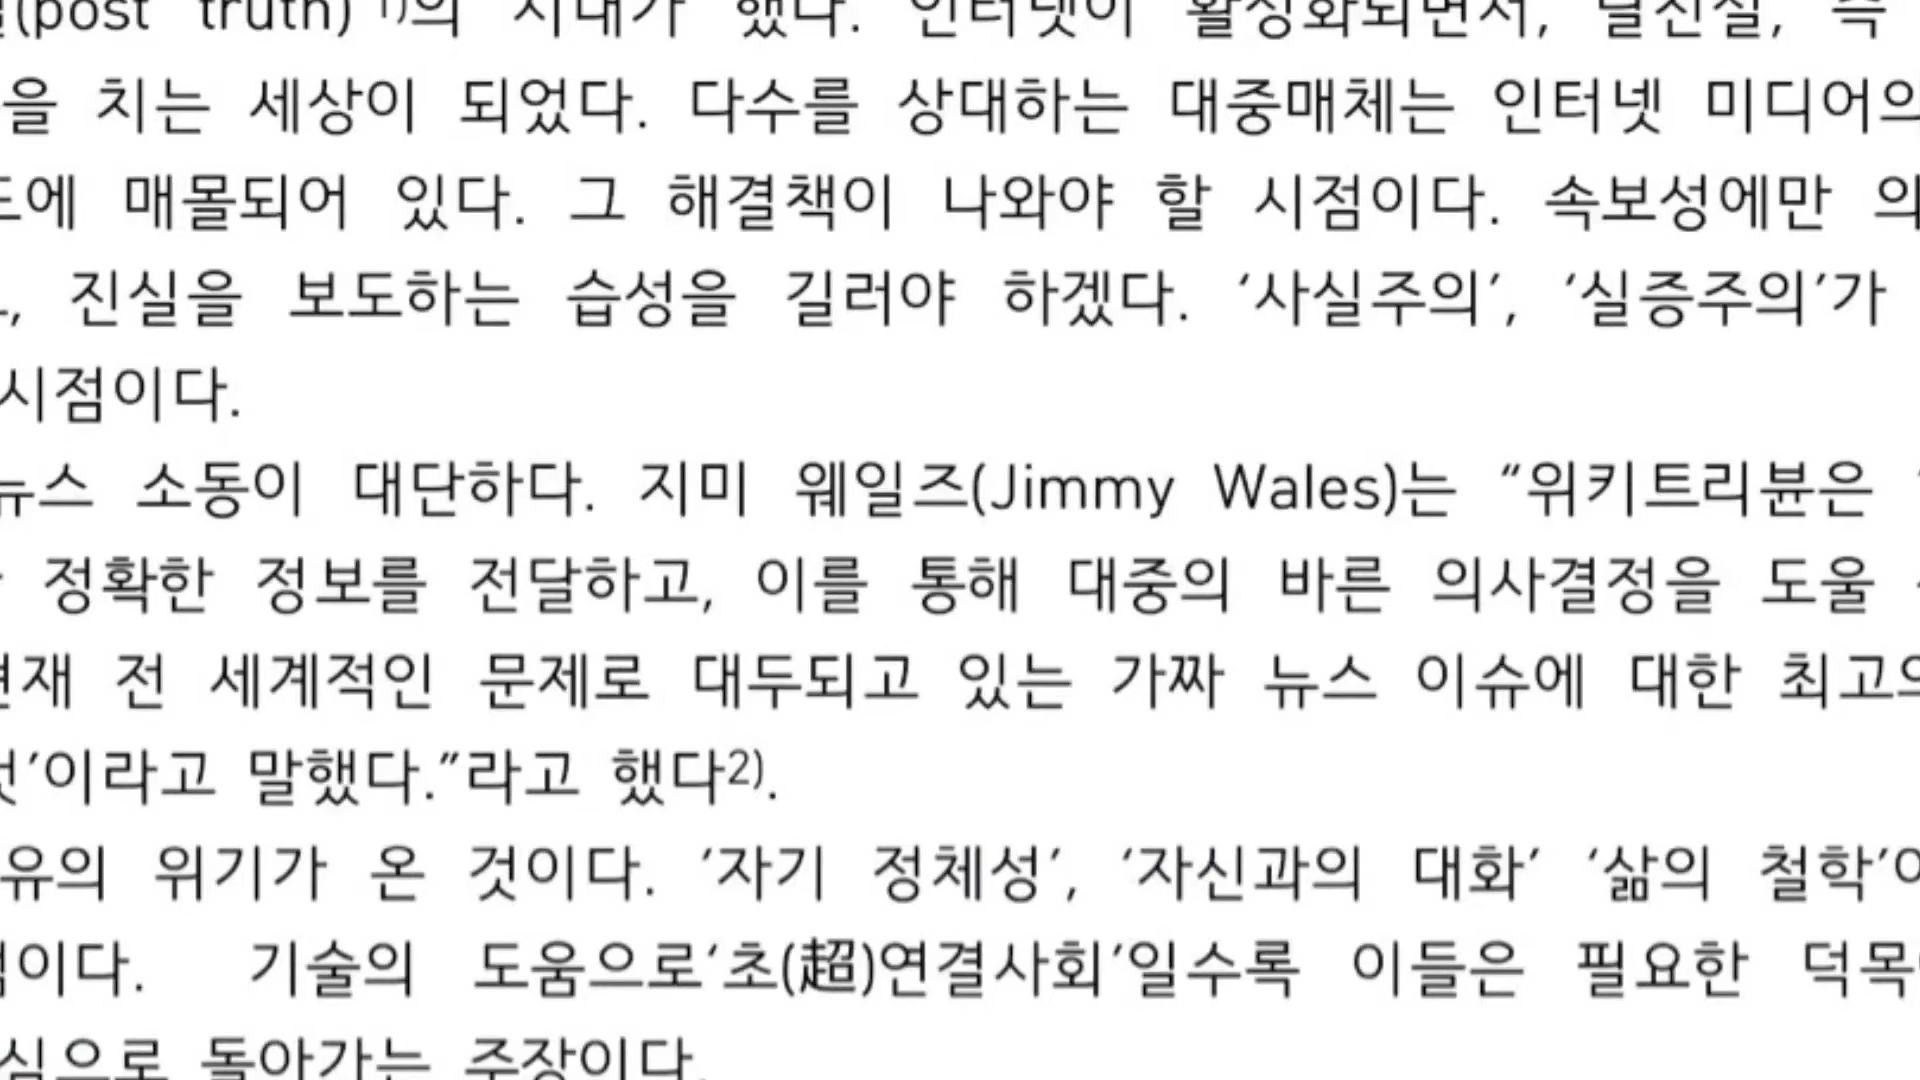 (post truth)¹⁾의 시대가 했다. 인터넷이 활성화되면서, 탈진실, 즉
을 치는 세상이 되었다. 다수를 상대하는 대중매체는 인터넷 미디어의
도에 매몰되어 있다. 그 해결책이 나와야 할 시점이다. 속보성에만 의
, 진실을 보도하는 습성을 길러야 하겠다. ‘사실주의’, ‘실증주의’가
시점이다.
뉴스 소동이 대단하다. 지미 웨일즈(Jimmy Wales)는 “위키트리뷴은
정확한 정보를 전달하고, 이를 통해 대중의 바른 의사결정을 도울
현재 전 세계적인 문제로 대두되고 있는 가짜 뉴스 이슈에 대한 최고의
것’이라고 말했다.”라고 했다2).
유의 위기가 온 것이다. ‘자기 정체성’, ‘자신과의 대화’ ‘삶의 철학’이
점이다. 기술의 도움으로‘초(超)연결사회’일수록 이들은 필요한 덕목
심으로 돌아가는 주장이다.